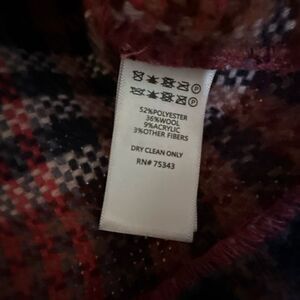 P
P
52%POLYESTER
36%WOOL
9%ACRYLIC
3%OTHER FIBERS
DRY CLEAN ONLY
RN# 75343